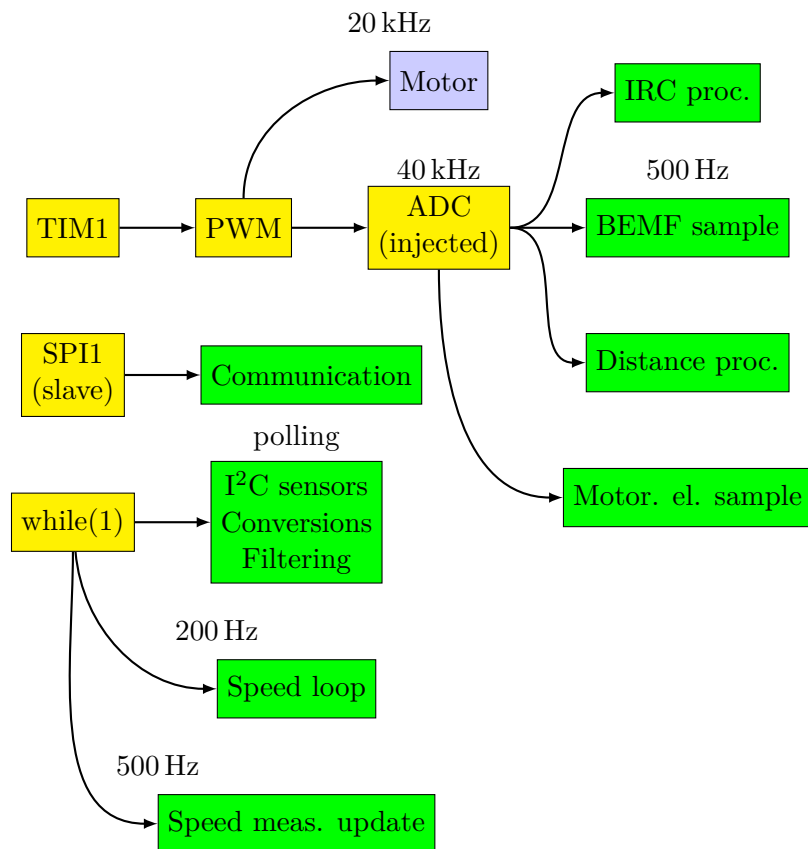 20 kHz
Motor
IRC proc.
40 kHz
500 Hz
TIM1
PWM
ADC
(injected)
BEMF sample
SPI1
(slave)
Communication
Distance proc.
polling
while(1)
I²C sensors
Conversions
Filtering
Motor. el. sample
200 Hz
Speed loop
500 Hz
Speed meas. update